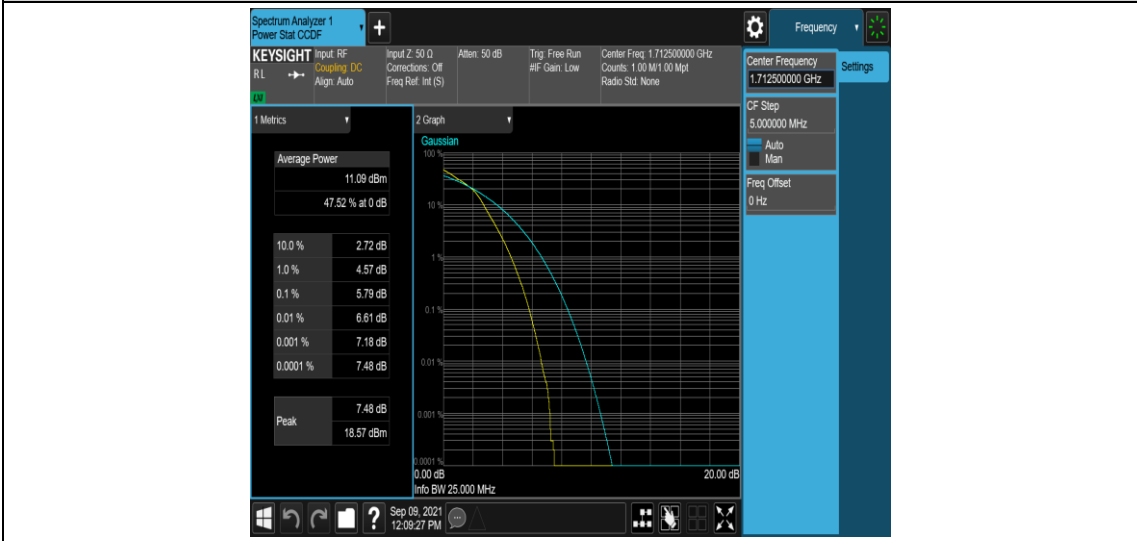 Spectrum Analyzer 1
Power Stat CCDF
Frequency
KEYSIGHT
RL
LXI
Input: RF
Coupling: DC
Align: Auto
Input Z: 50 Ω
Corrections: Off
Freq Ref: Int (S)
Atten: 50 dB
Trig: Free Run
#IF Gain: Low
Center Freq: 1.712500000 GHz
Counts: 1.00 M/1.00 Mpt
Radio Std: None
Center Frequency
1.712500000 GHz
Settings
CF Step
5.000000 MHz
Auto
Man
Freq Offset
0 Hz
1 Metrics
Average Power
11.09 dBm
47.52 % at 0 dB
10.0 % 2.72 dB
1.0 % 4.57 dB
0.1 % 5.79 dB
0.01 % 6.61 dB
0.001 % 7.18 dB
0.0001 % 7.48 dB
Peak
7.48 dB
18.57 dBm
2 Graph
Gaussian
100 %
10 %
1 %
0.1 %
0.01 %
0.001 %
0.0001 %
0.00 dB 20.00 dB
Info BW 25.000 MHz
?
Sep 09, 2021
12:09:27 PM